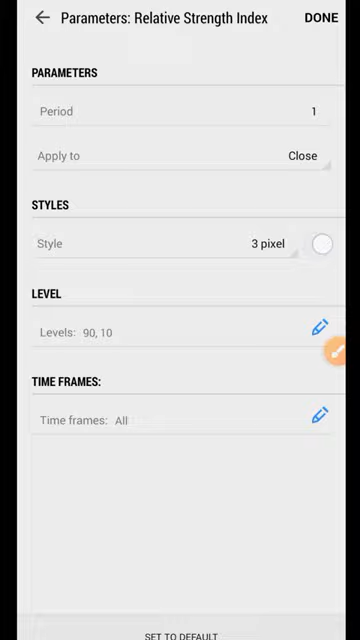 Parameters: Relative Strength Index DONE
PARAMETERS
Period 1
Apply to Close
STYLES
Style 3 pixel
LEVEL
Levels: 90, 10
TIME FRAMES:
Time frames: All
SET TO DEFAULT